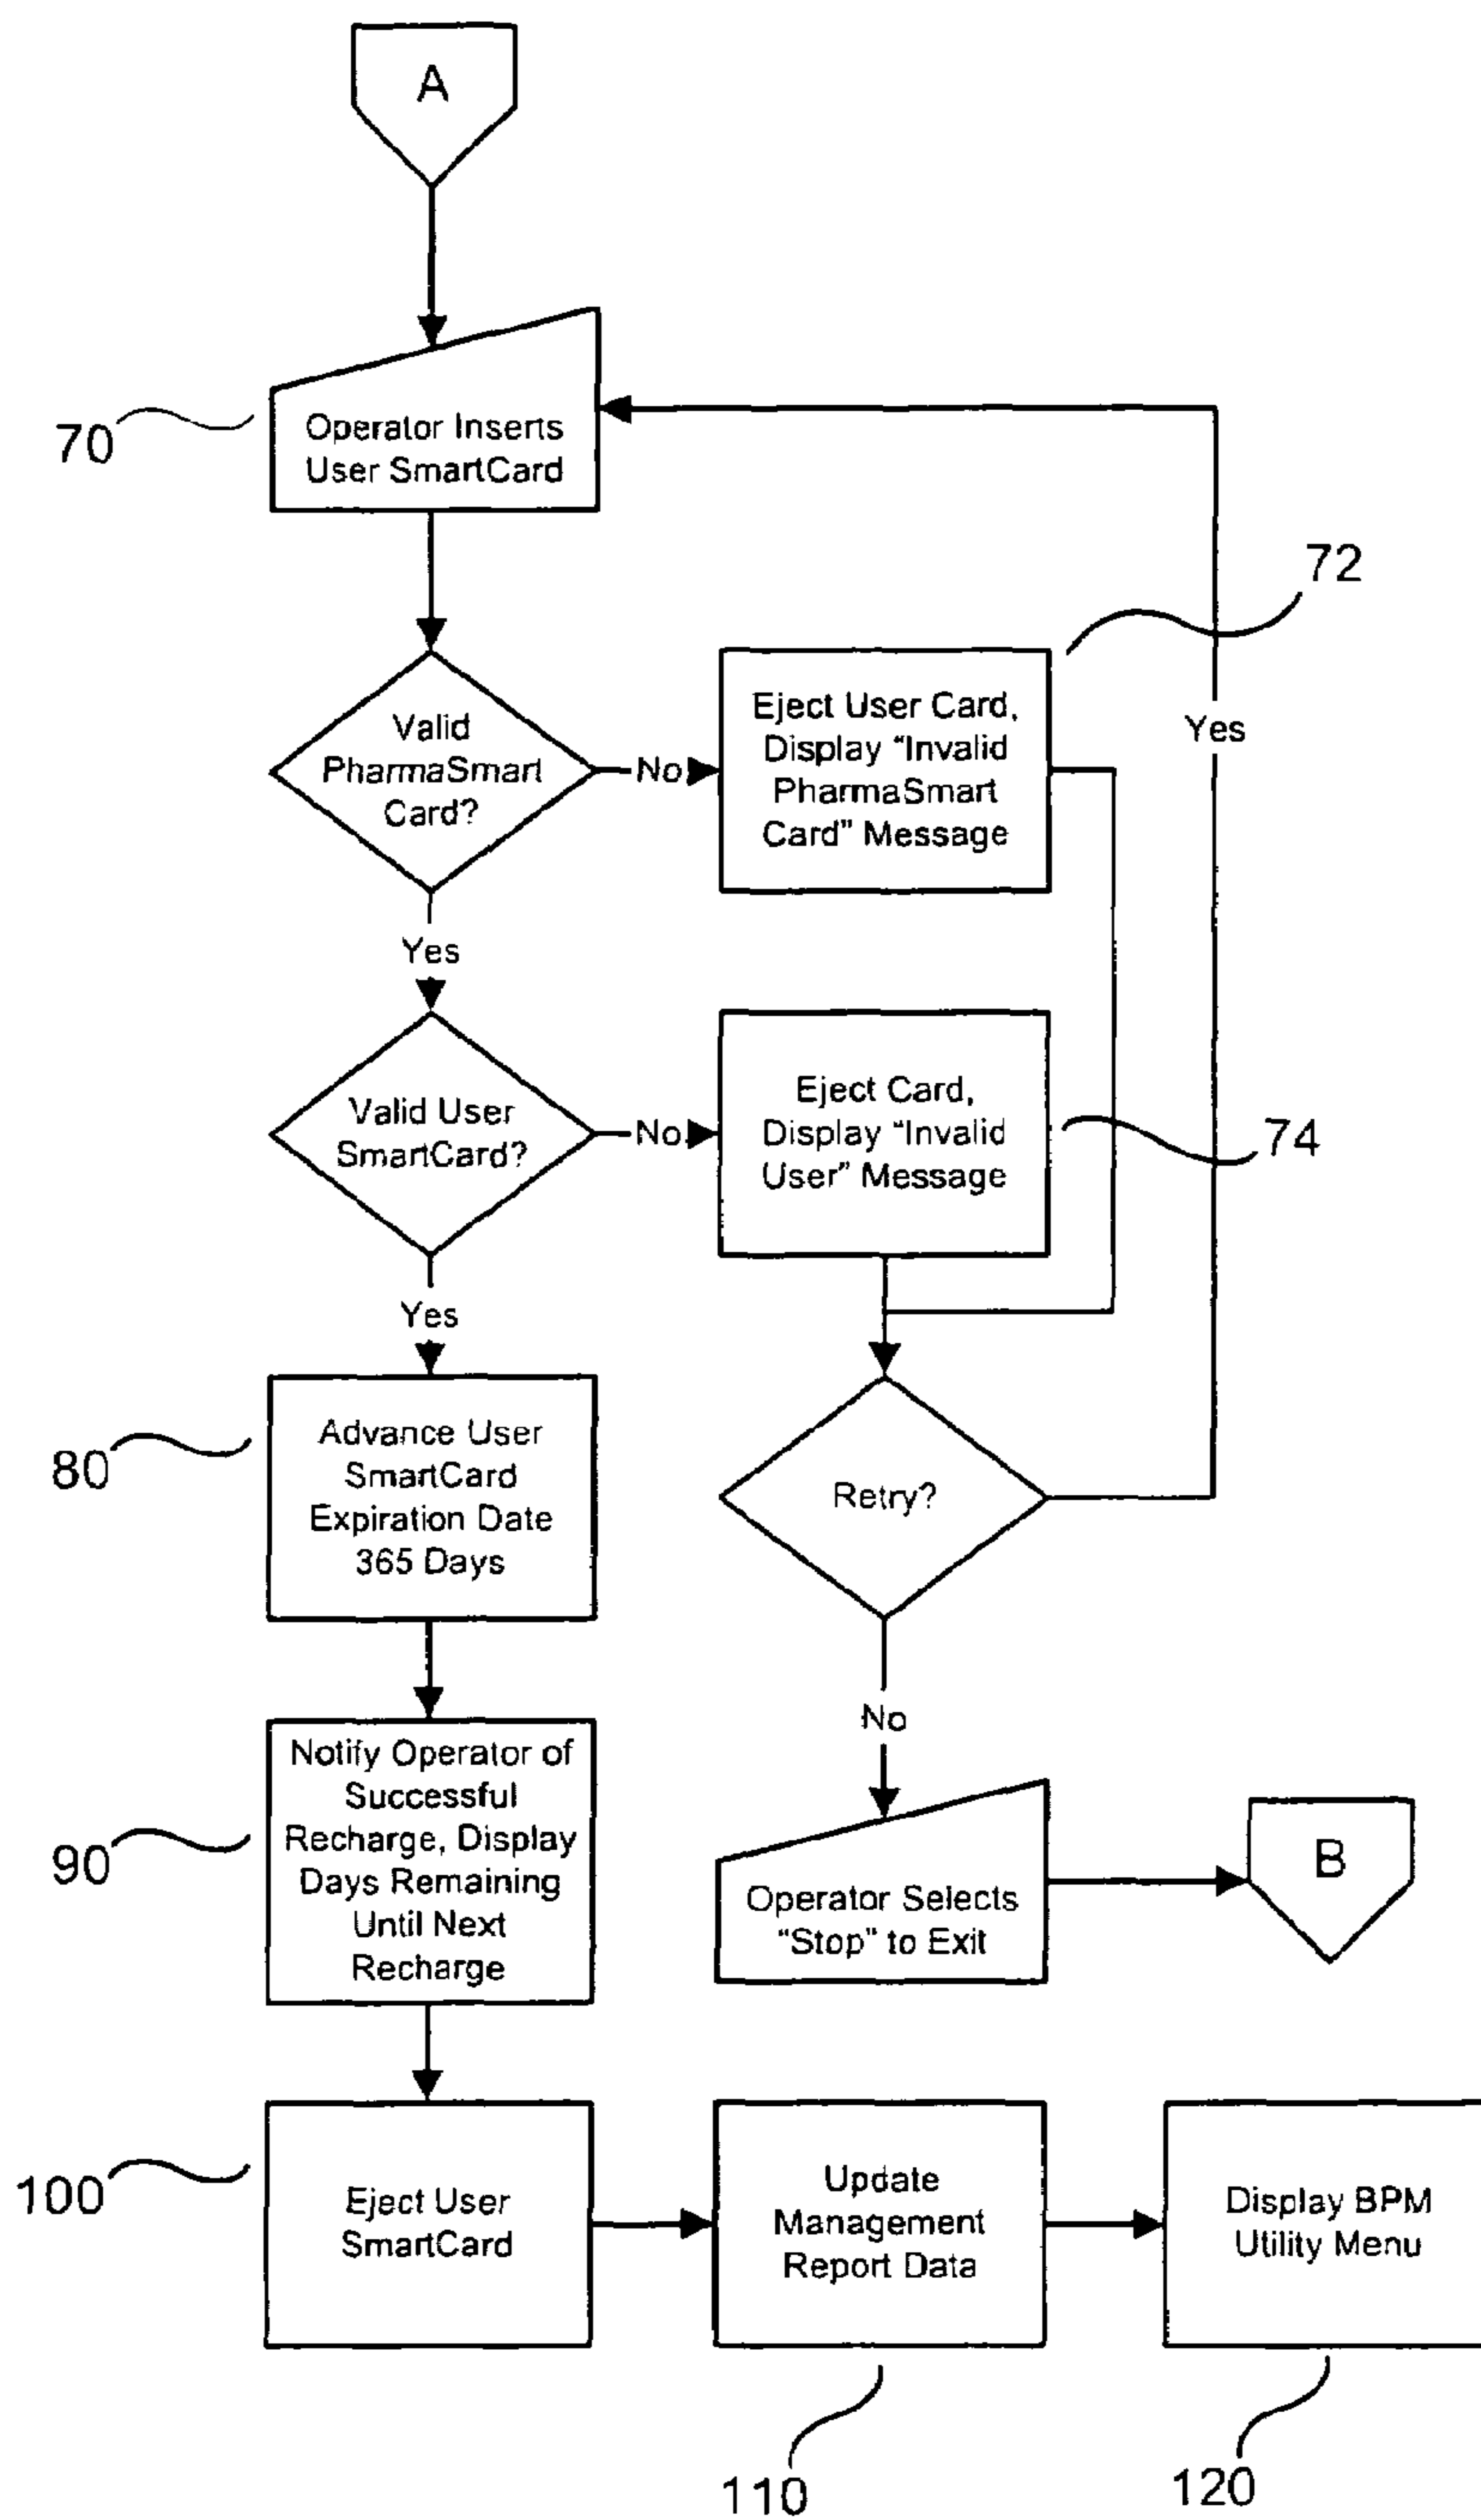 A
70
Operator Inserts
User SmartCard
72
Valid
PharmaSmart
Card?
No
Eject User Card,
Display “Invalid
PharmaSmart
Card” Message
Yes
Yes
Valid User
SmartCard?
No
Eject Card,
Display “Invalid
User” Message
74
Yes
80
Advance User
SmartCard
Expiration Date
365 Days
Retry?
No
90
Notify Operator of
Successful
Recharge, Display
Days Remaining
Until Next
Recharge
Operator Selects
“Stop” to Exit
B
100
Eject User
SmartCard
Update
Management
Report Data
Display BPM
Utility Menu
110
120